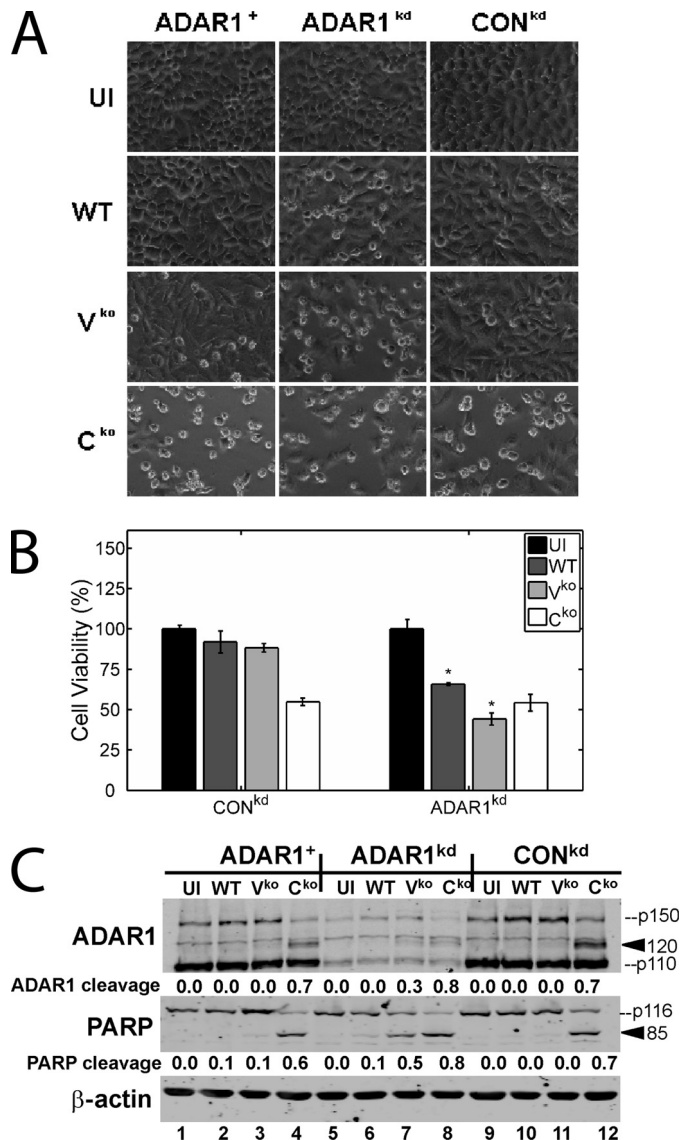 A
ADAR1+ ADAR1kd CONkd
UI
WT
Vko
Cko
B
Cell Viability (%)
150
125
100
75
50
25
0
UI
WT
Vko
Cko
*
*
CONkd ADAR1kd
C
ADAR1+ ADAR1kd CONkd
UI WT Vko Cko UI WT Vko Cko UI WT Vko Cko
ADAR1
--p150
120
--p110
ADAR1 cleavage 0.0 0.0 0.0 0.7 0.0 0.0 0.3 0.8 0.0 0.0 0.0 0.7
PARP
--p116
85
PARP cleavage 0.0 0.1 0.1 0.6 0.0 0.1 0.5 0.8 0.0 0.0 0.0 0.7
β-actin
1 2 3 4 5 6 7 8 9 10 11 12